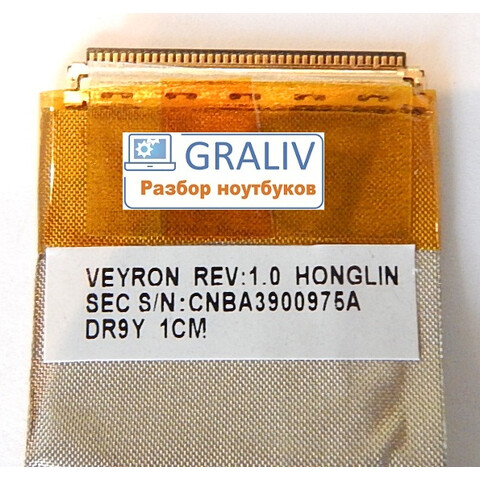 GRALIV
Разбор ноутбуков
VEYRON REV:1.0 HONGLIN
SEC S/N:CNBA3900975A
DR9Y 1CM